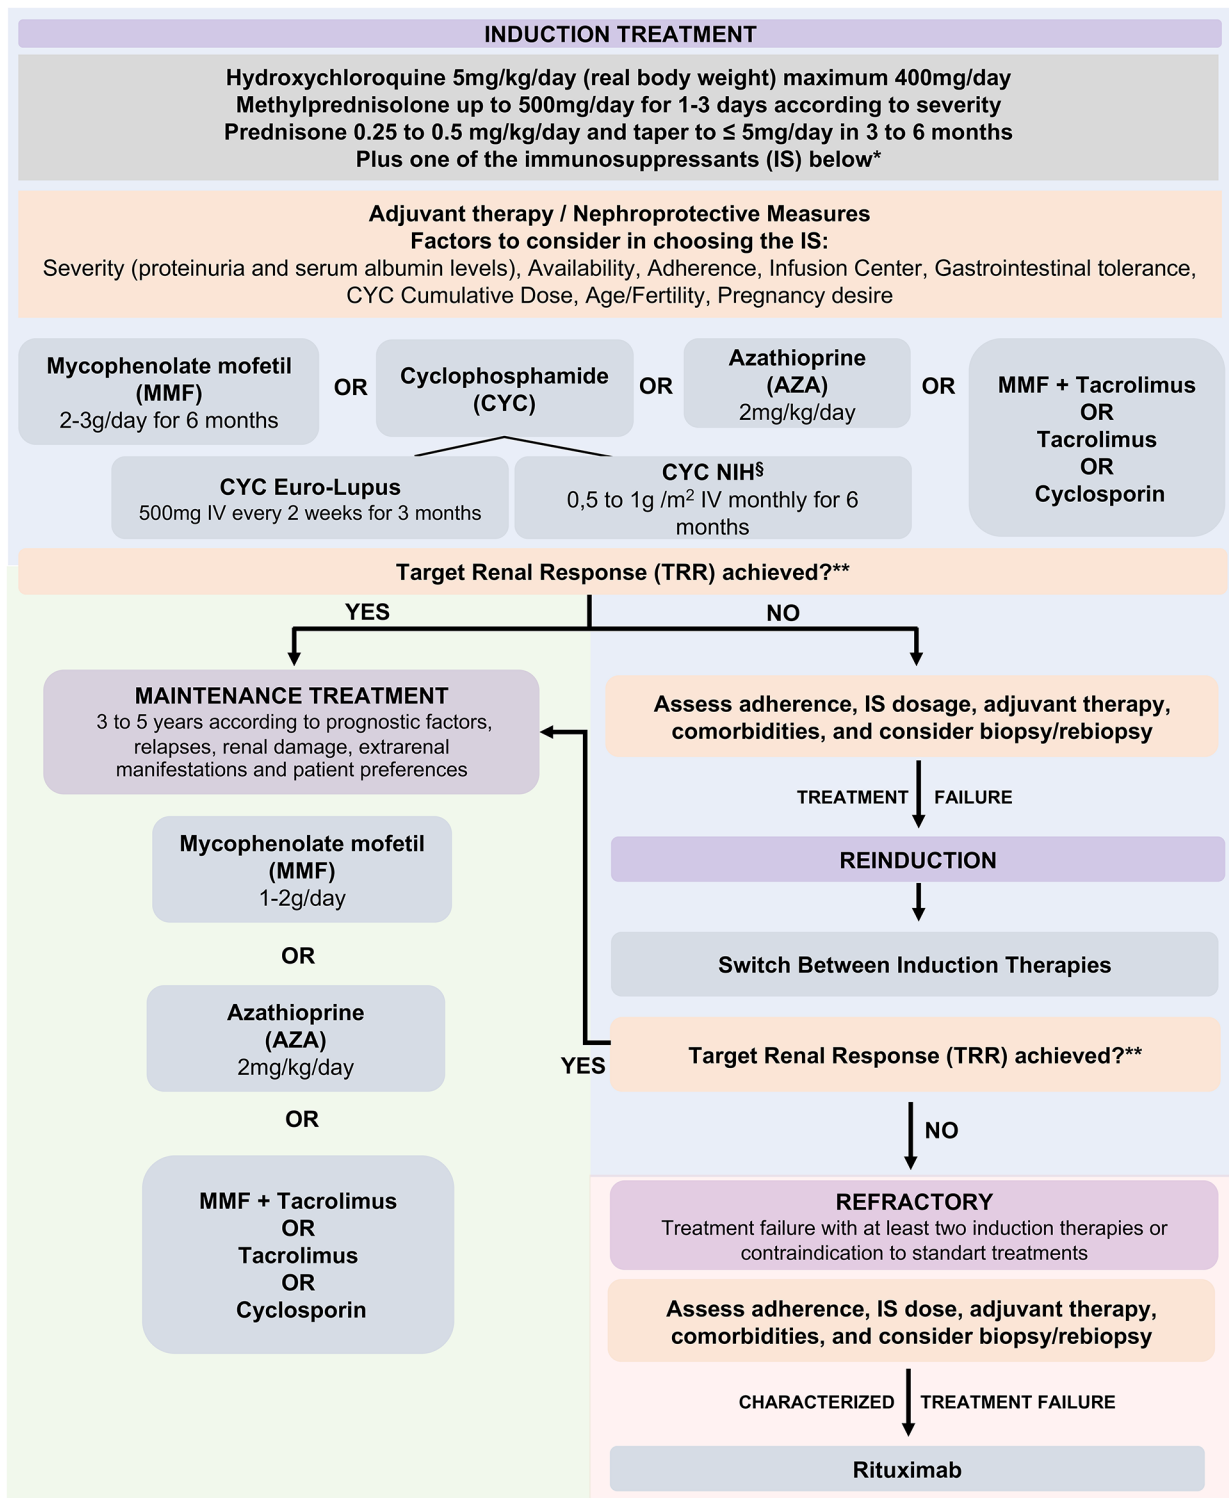 INDUCTION TREATMENT
Hydroxychloroquine 5mg/kg/day (real body weight) maximum 400mg/day
Methylprednisolone up to 500mg/day for 1-3 days according to severity
Prednisone 0.25 to 0.5 mg/kg/day and taper to ≤ 5mg/day in 3 to 6 months
Plus one of the immunosuppressants (IS) below*
Adjuvant therapy / Nephroprotective Measures
Factors to consider in choosing the IS:
Severity (proteinuria and serum albumin levels), Availability, Adherence, Infusion Center, Gastrointestinal tolerance,
CYC Cumulative Dose, Age/Fertility, Pregnancy desire
Mycophenolate mofetil
(MMF)
2-3g/day for 6 months
OR
Cyclophosphamide
(CYC)
OR
Azathioprine
(AZA)
2mg/kg/day
OR
MMF + Tacrolimus
OR
Tacrolimus
OR
Cyclosporin
CYC Euro-Lupus
500mg IV every 2 weeks for 3 months
CYC NIH§
0,5 to 1g /m² IV monthly for 6
months
Target Renal Response (TRR) achieved?**
YES
NO
MAINTENANCE TREATMENT
3 to 5 years according to prognostic factors,
relapses, renal damage, extrarenal
manifestations and patient preferences
Mycophenolate mofetil
(MMF)
1-2g/day
OR
Azathioprine
(AZA)
2mg/kg/day
OR
MMF + Tacrolimus
OR
Tacrolimus
OR
Cyclosporin
Assess adherence, IS dosage, adjuvant therapy,
comorbidities, and consider biopsy/rebiopsy
TREATMENT FAILURE
REINDUCTION
Switch Between Induction Therapies
Target Renal Response (TRR) achieved?**
YES
NO
REFRACTORY
Treatment failure with at least two induction therapies or
contraindication to standart treatments
Assess adherence, IS dose, adjuvant therapy,
comorbidities, and consider biopsy/rebiopsy
CHARACTERIZED TREATMENT FAILURE
Rituximab